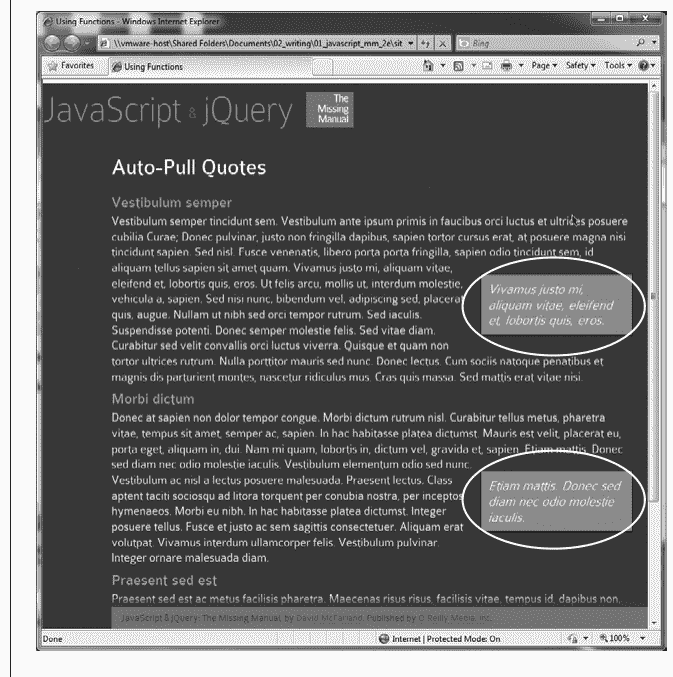 Using Functions - Windows Internet Explorer
\\vmware-host\Shared Folders\Documents\02_writing\01_javascript_mm_2e\sit
Bing
Favorites
Using Functions
Page
Safety
Tools
JavaScript & jQuery
The
Missing
Manual
Auto-Pull Quotes
Vestibulum semper
Vestibulum semper tincidunt sem. Vestibulum ante ipsum primis in faucibus orci luctus et ultrices posuere
cubilia Curae; Donec pulvinar, justo non fringilla dapibus, sapien tortor cursus erat, at posuere magna nisi
tincidunt sapien. Sed nisl. Fusce venenatis, libero porta porta fringilla, sapien odio tincidunt sem, id
aliquam tellus sapien sit amet quam. Vivamus justo mi, aliquam vitae,
eleifend et, lobortis quis, eros. Ut felis arcu, mollis ut, interdum molestie,
vehicula a, sapien. Sed nisi nunc, bibendum vel, adipiscing sed, placerat
quis, augue. Nullam ut nibh sed orci tempor rutrum. Sed iaculis.
Suspendisse potenti. Donec semper molestie felis. Sed vitae diam.
Curabitur sed velit convallis orci luctus viverra. Quisque et quam non
tortor ultrices rutrum. Nulla porttitor mauris sed nunc. Donec lectus. Cum sociis natoque penatibus et
magnis dis parturient montes, nascetur ridiculus mus. Cras quis massa. Sed mattis erat vitae nisi.
Vivamus justo mi,
aliquam vitae, eleifend
et, lobortis quis, eros.
Morbi dictum
Donec at sapien non dolor tempor congue. Morbi dictum rutrum nisl. Curabitur tellus metus, pharetra
vitae, tempus sit amet, semper ac, sapien. In hac habitasse platea dictumst. Mauris est velit, placerat eu,
porta eget, aliquam in, dui. Nam mi quam, lobortis in, dictum vel, gravida et, sapien. Etiam mattis. Donec
sed diam nec odio molestie iaculis. Vestibulum elementum odio sed nunc.
Vestibulum ac nisl a lectus posuere malesuada. Praesent lectus. Class
aptent taciti sociosqu ad litora torquent per conubia nostra, per inceptos
hymenaeos. Morbi eu nibh. In hac habitasse platea dictumst. Integer
posuere tellus. Fusce et justo ac sem sagittis consectetuer. Aliquam erat
volutpat. Vivamus interdum ullamcorper felis. Vestibulum pulvinar.
Integer ornare malesuada diam.
Etiam mattis. Donec sed
diam nec odio molestie
iaculis.
Praesent sed est
Praesent sed est ac metus facilisis pharetra. Maecenas risus risus, facilisis vitae, tempus id, dapibus non,
JavaScript & jQuery: The Missing Manual, by David McFarland. Published by O'Reilly Media, Inc.
Done
Internet | Protected Mode: On
100%